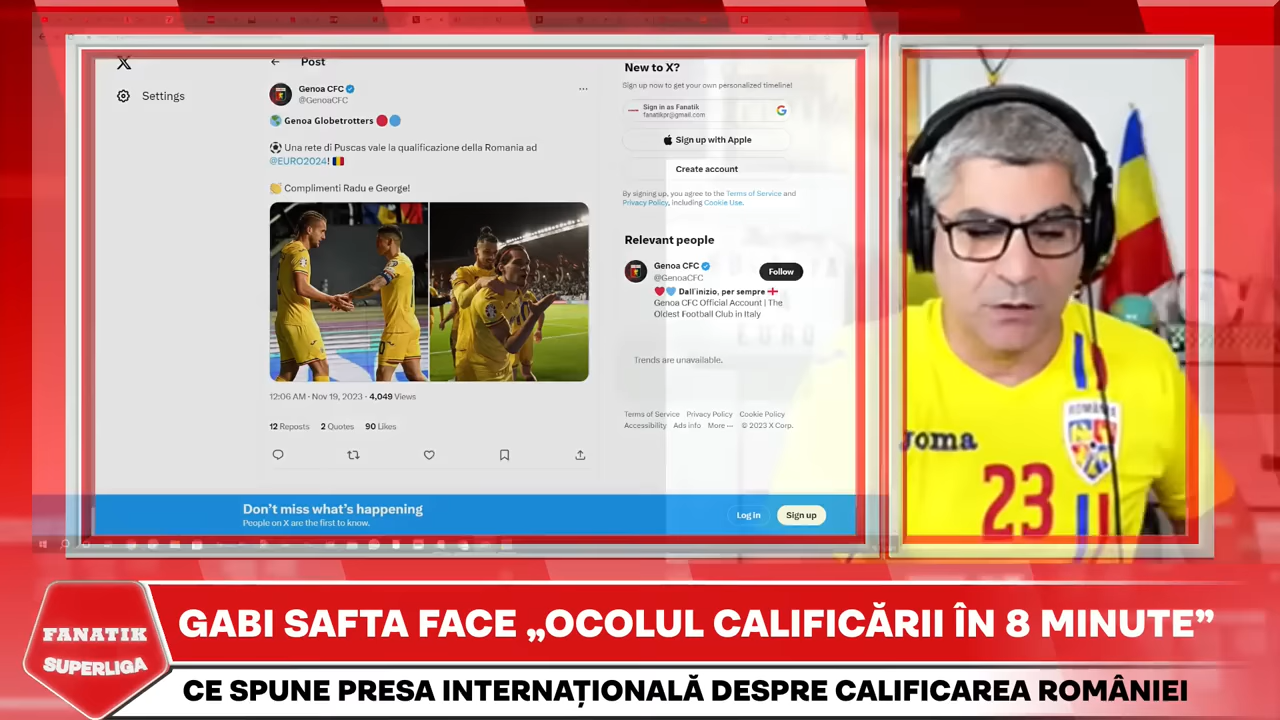 Post
Settings
Genoa CFC
@GenoaCFC
Genoa Globetrotters
Una rete di Puscas vale la qualificazione della Romania ad
@EURO2024!
Complimenti Radu e George!
12:06 AM · Nov 19, 2023 · 4,049 Views
12 Reposts 2 Quotes 90 Likes
New to X?
Sign up now to get your own personalized timeline!
Sign in as Fanatik
fanatikpr@gmail.com
Sign up with Apple
Create account
By signing up, you agree to the Terms of Service and
Privacy Policy, including Cookie Use.
Relevant people
Genoa CFC
@GenoaCFC
Follow
Dall'inizio, per sempre
Genoa CFC Official Account | The
Oldest Football Club in Italy
Trends are unavailable.
Terms of Service Privacy Policy Cookie Policy
Accessibility Ads info More ··· © 2023 X Corp.
Don't miss what's happening
People on X are the first to know.
Log in
Sign up
Joma
23
FANATIK
SUPERLIGA
GABI SAFTA FACE „OCOLUL CALIFICĂRII ÎN 8 MINUTE”
CE SPUNE PRESA INTERNAȚIONALĂ DESPRE CALIFICAREA ROMÂNIEI